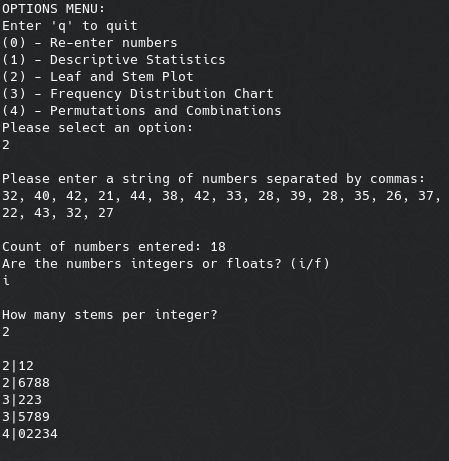 OPTIONS MENU:
Enter 'q' to quit
(0) - Re-enter numbers
(1) - Descriptive Statistics
(2) - Leaf and Stem Plot
(3) - Frequency Distribution Chart
(4) - Permutations and Combinations
Please select an option:
2
Please enter a string of numbers separated by commas:
32, 40, 42, 21, 44, 38, 42, 33, 28, 39, 28, 35, 26, 37,
22, 43, 32, 27
Count of numbers entered: 18
Are the numbers integers or floats? (i/f)
i
How many stems per integer?
2
2|12
2|6788
3|223
3|5789
4|02234